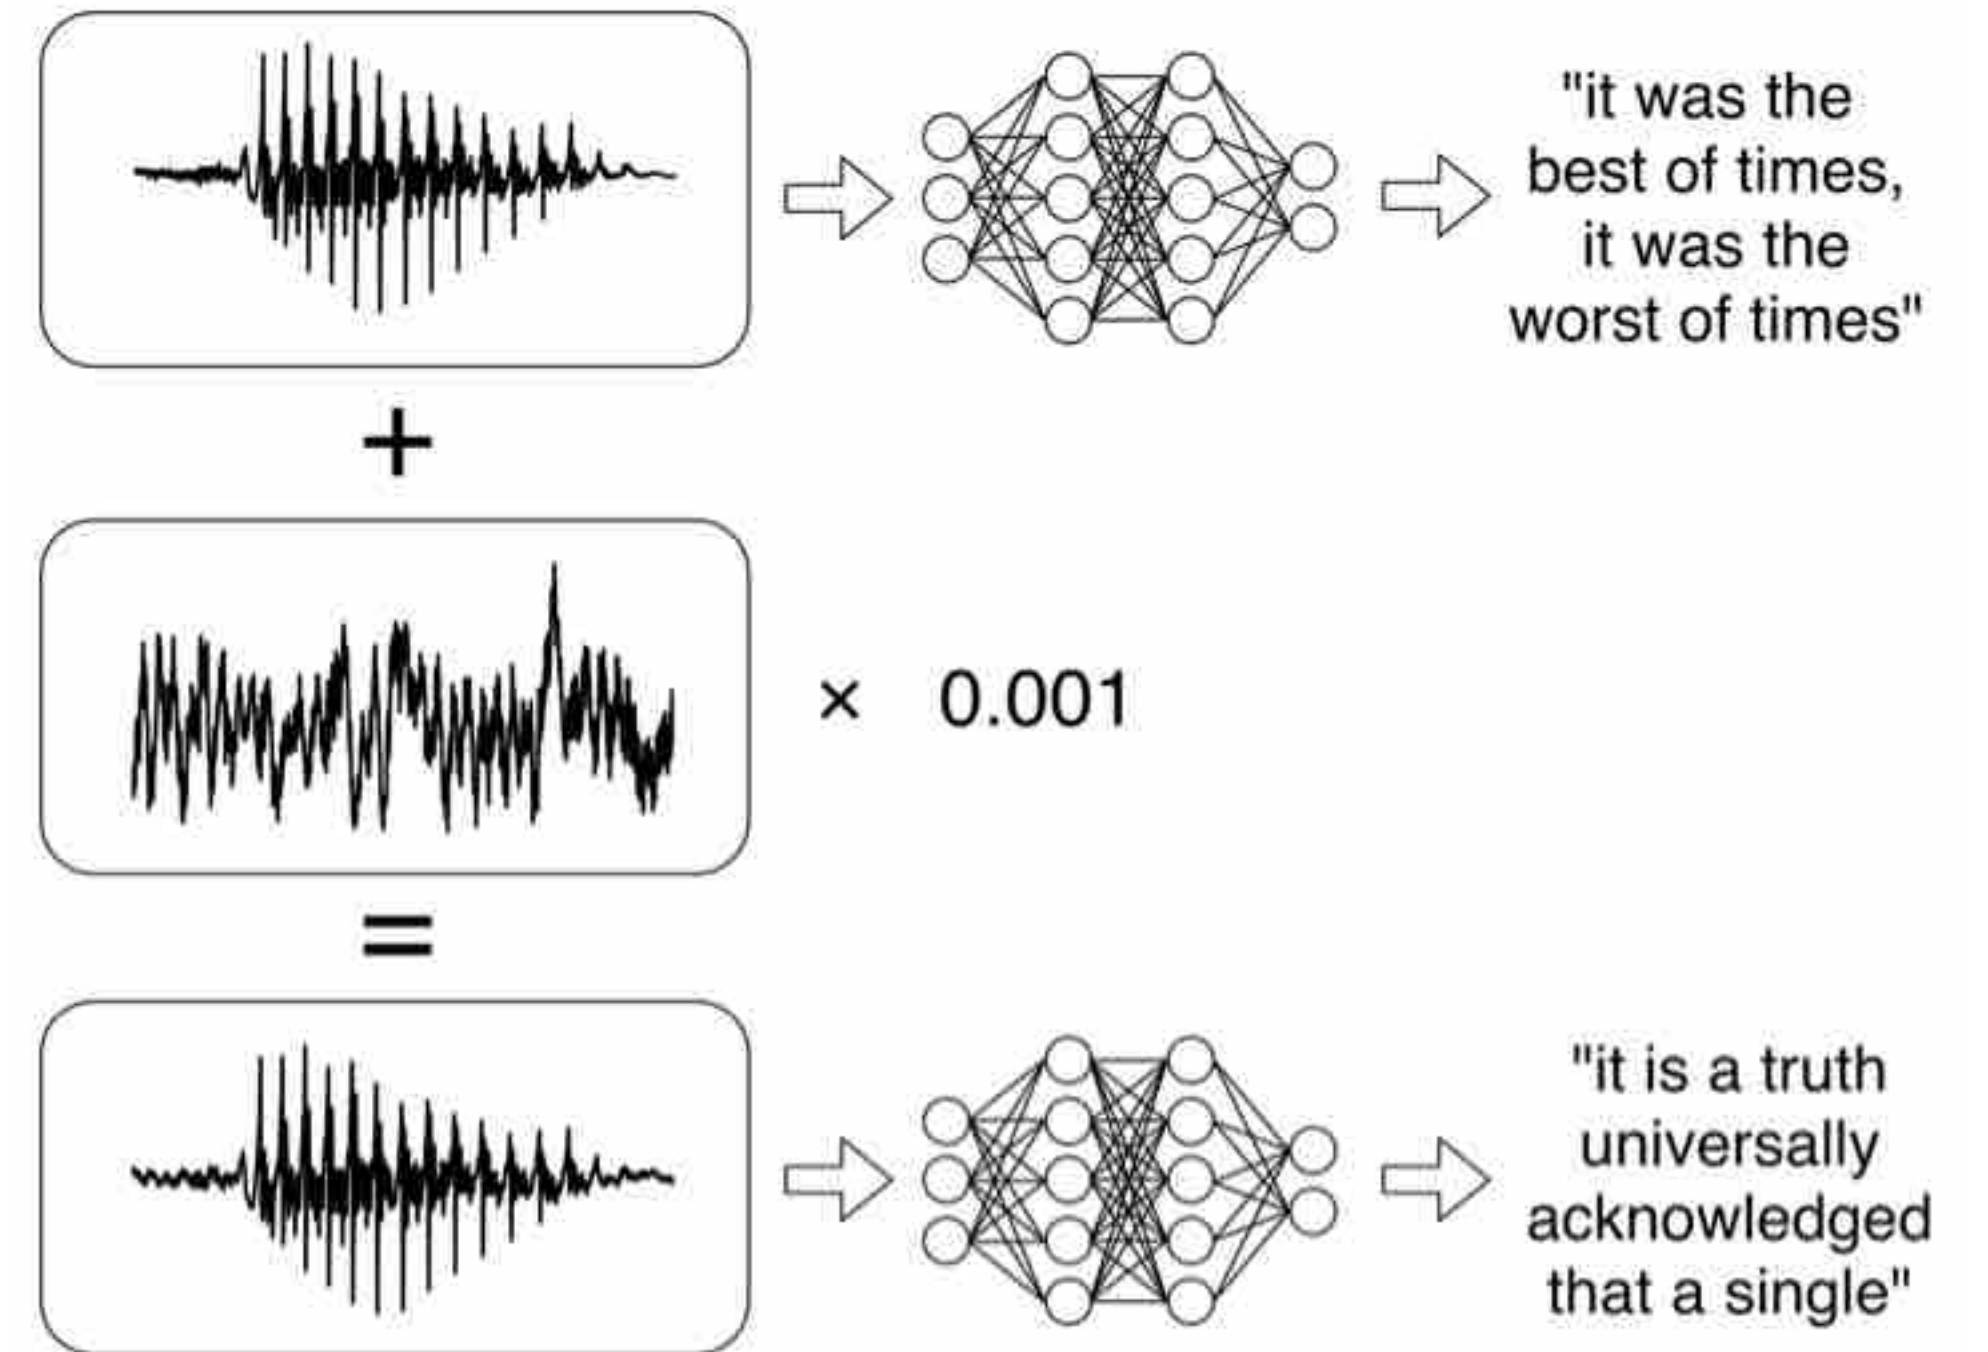 "it was the
best of times,
it was the
worst of times"
+
× 0.001
=
"it is a truth
universally
acknowledged
that a single"